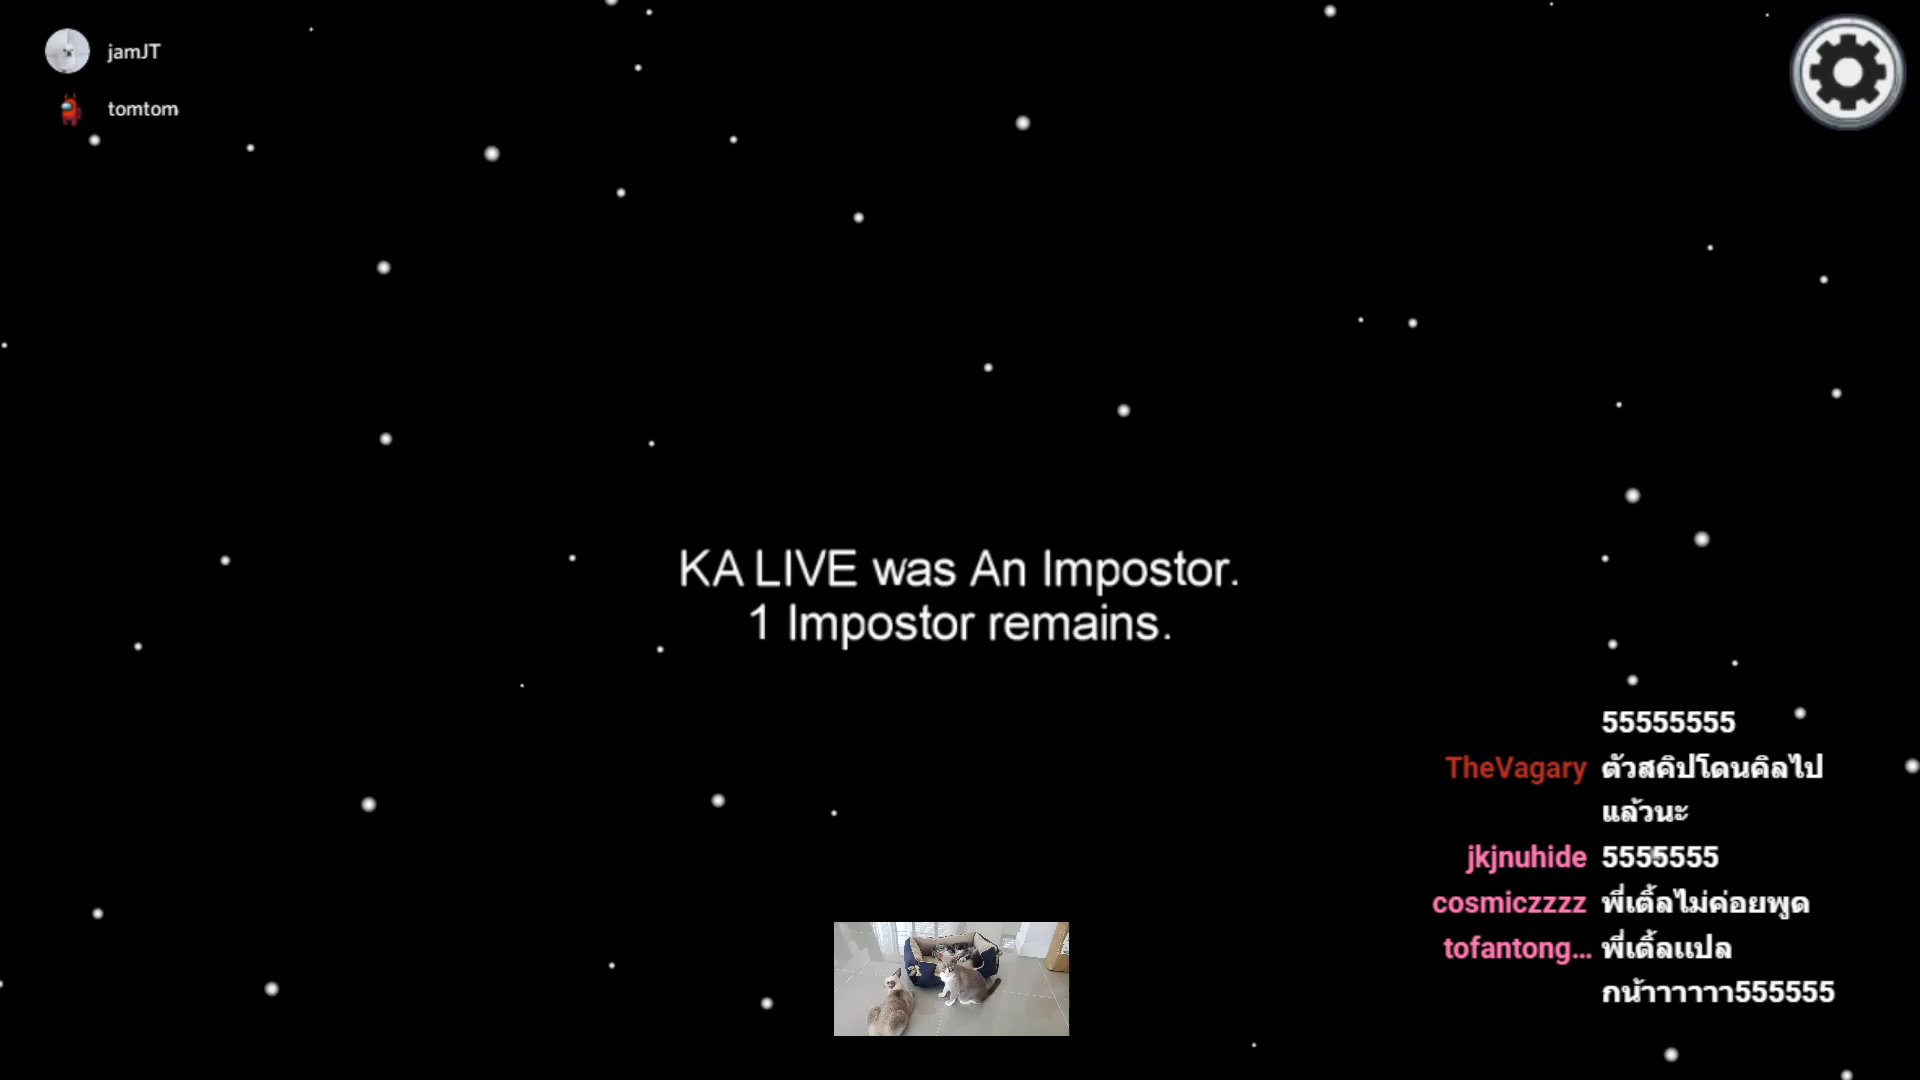 jamJT
tomtom
KA LIVE was An Impostor.
1 Impostor remains.
55555555
TheVagary ตัวสคิปโดนคิลไป
แล้วนะ
jkjnuhide 5555555
cosmiczzzz พี่เติ้ลไม่ค่อยพูด
tofantong... พี่เติ้ลแปล
กน้าาาาาา555555